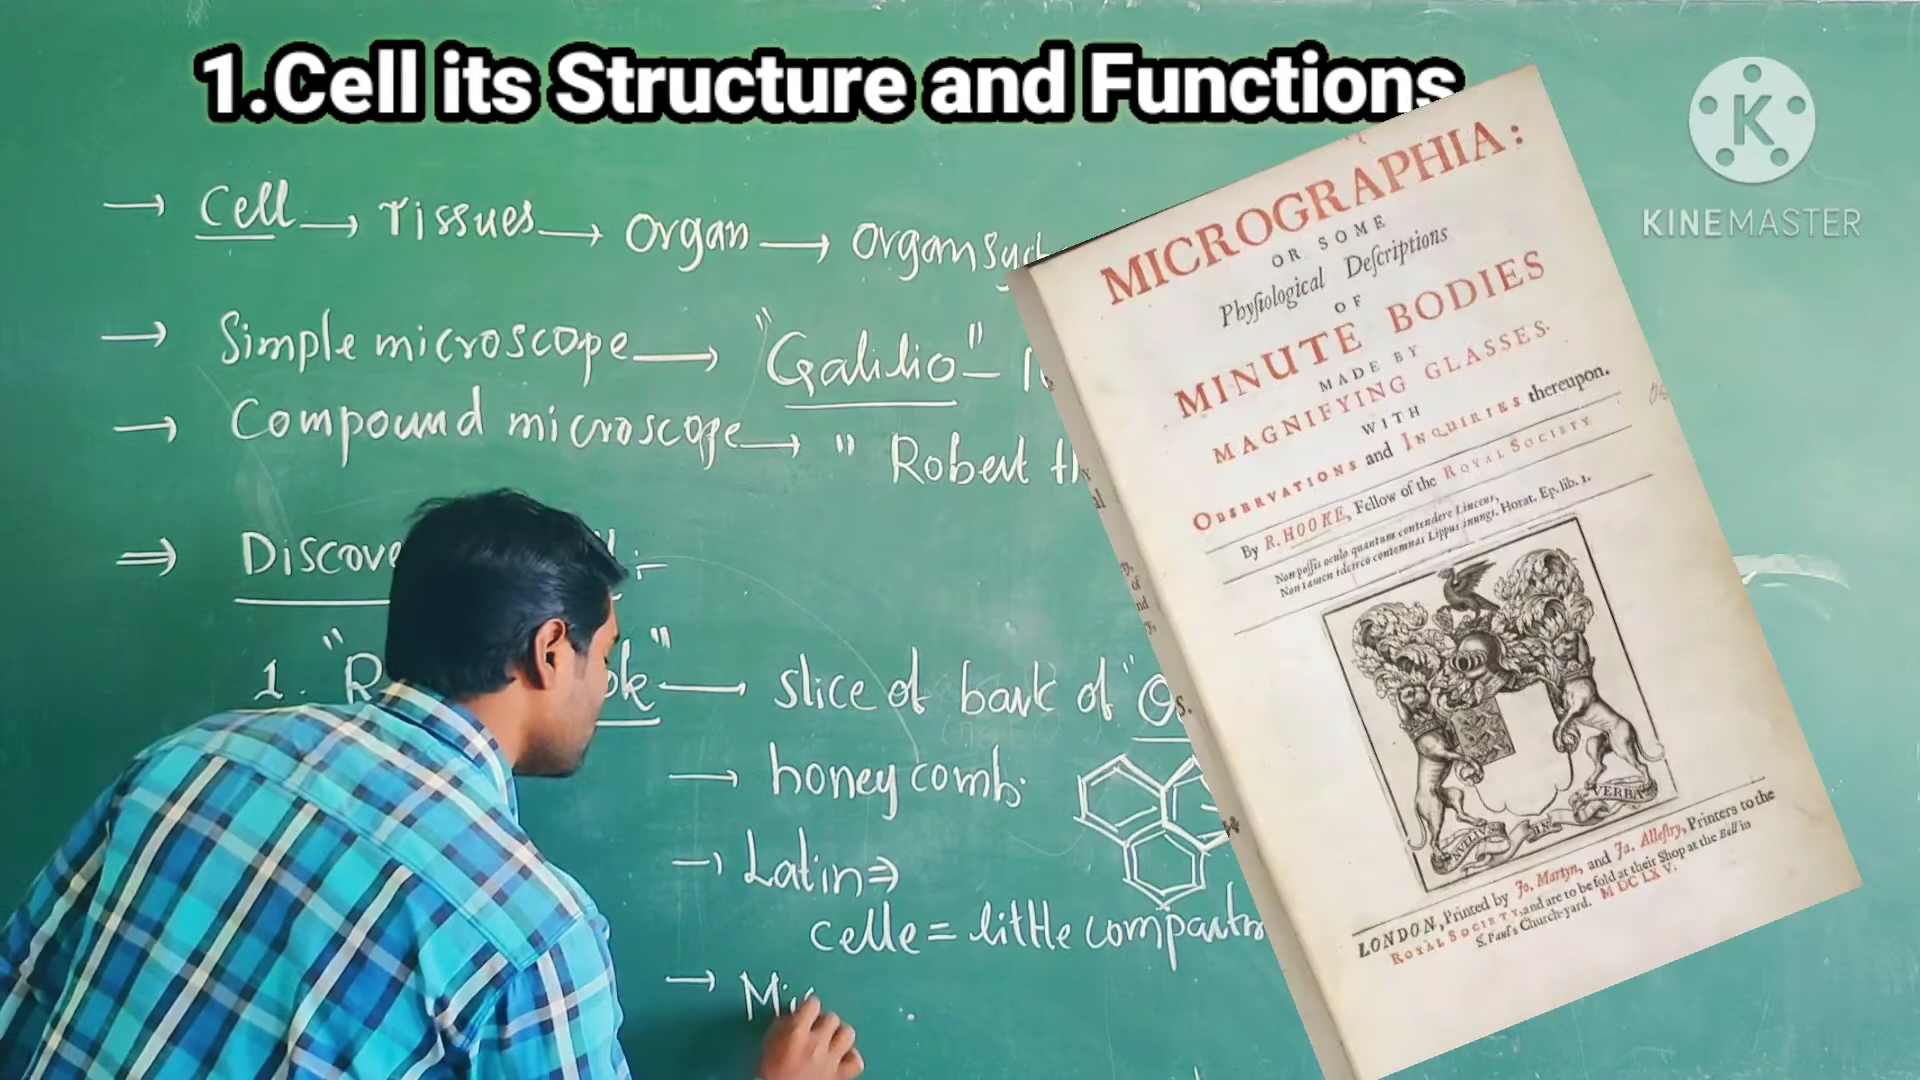 1.Cell its Structure and Functions
→ Cell → Tissues → Organ → Organ
→ Simple microscope → "Galilio" –
→ Compound microscope → " Robert
⇒
1. " " → slice of bark of "
→ honey comb.
→ Latin ⇒
celle = little
→
MICROGRAPHIA:
OR SOME
Phyſiological Deſcriptions
OF
MINUTE BODIES
MADE BY
MAGNIFYING GLASSES.
WITH
OBSERVATIONS and INQUIRIES thereupon.
By R. HOOKE, Fellow of the ROYAL SOCIETY.
Non poſſis oculo quantum contendere Linceus,
Non tamen idcirco contemnas Lippus inungi. Horat. Ep. lib. 1.
NULLIUS IN VERBA
LONDON, Printed by Jo. Martyn, and Ja. Alleſtry, Printers to the
ROYAL SOCIETY, and are to be ſold at their Shop at the Bell in
S. Paul's Church-yard. M DC LX V.
K
KINEMASTER